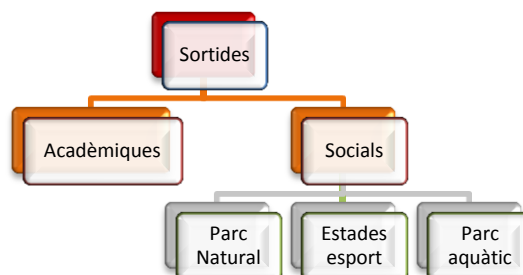 Sortides
Acadèmiques
Socials
Parc
Natural
Estades
esport
Parc
aquàtic